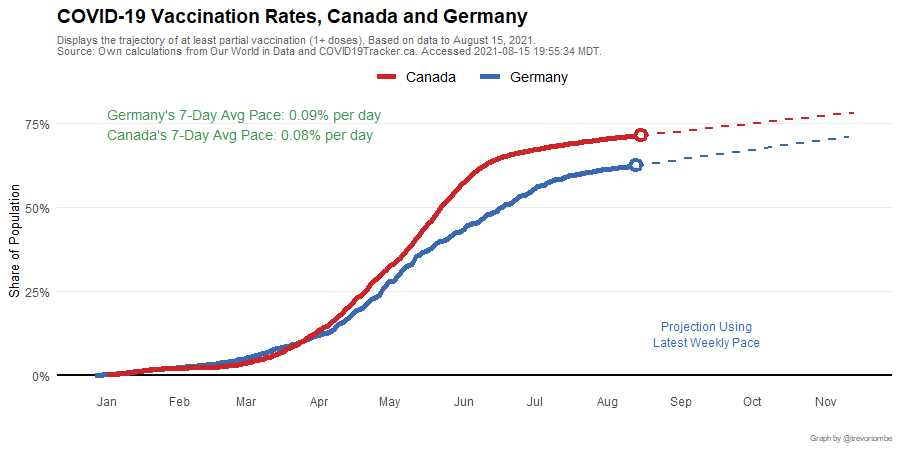 COVID-19 Vaccination Rates, Canada and Germany
Displays the trajectory of at least partial vaccination (1+ doses). Based on data to August 15, 2021.
Source: Own calculations from Our World in Data and COVID19Tracker.ca. Accessed 2021-08-15 19:55:34 MDT.
Canada Germany
Germany's 7-Day Avg Pace: 0.09% per day
Canada's 7-Day Avg Pace: 0.08% per day
75%
50%
25%
0%
Share of Population
Projection Using
Latest Weekly Pace
Jan Feb Mar Apr May Jun Jul Aug Sep Oct Nov
Graph by @trevortombe